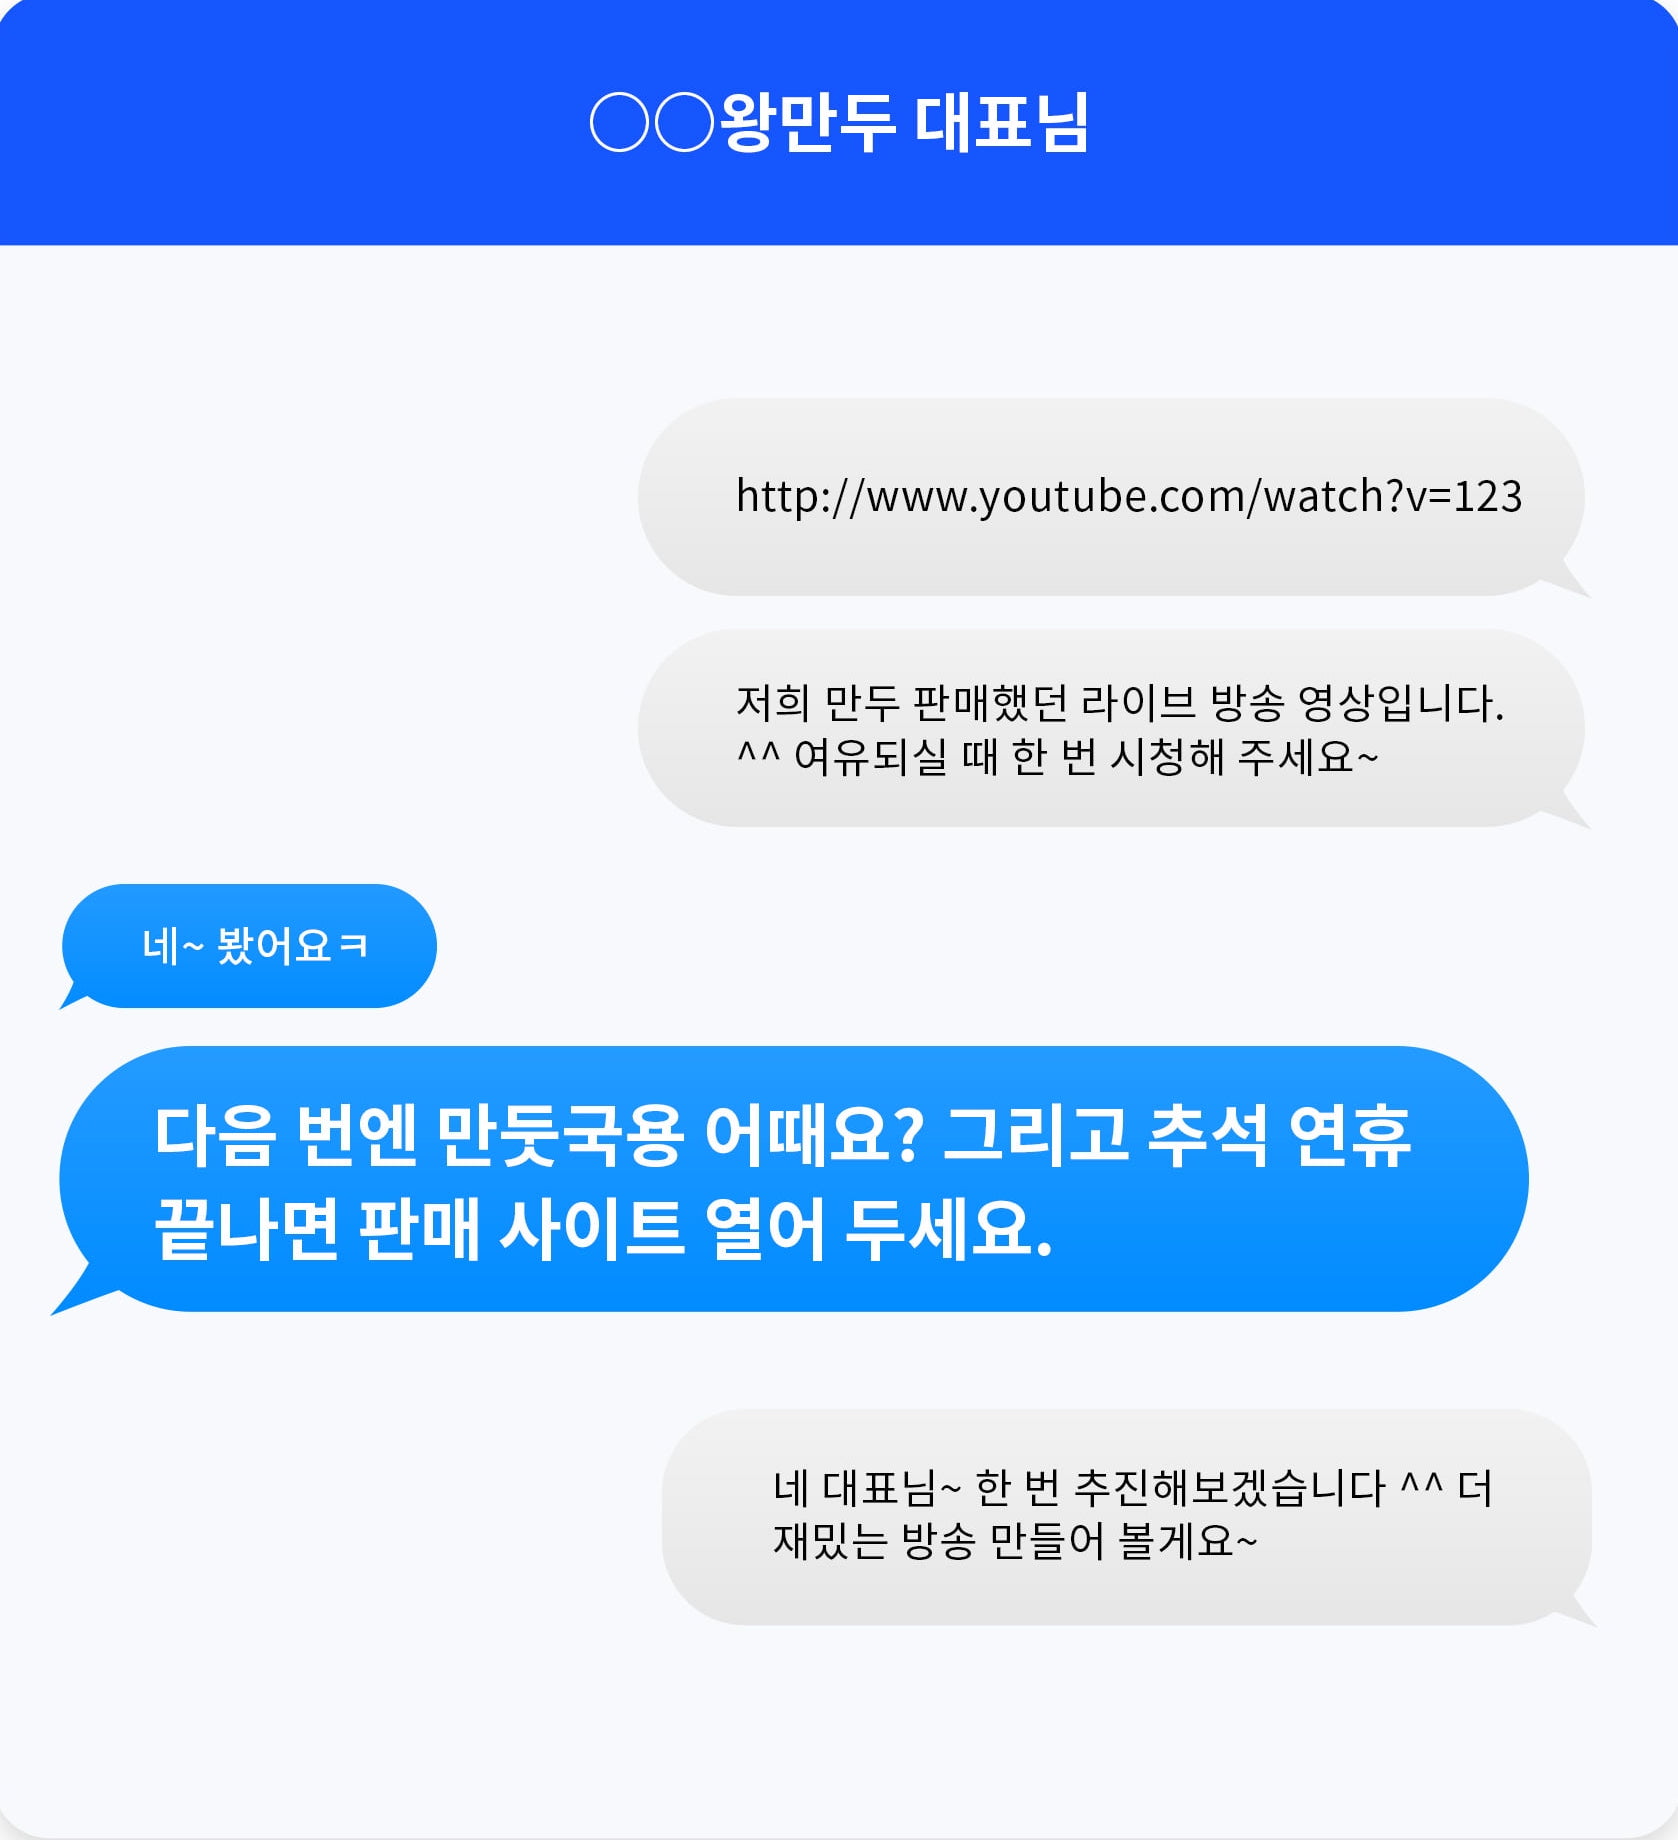 ○○왕만두 대표님
http://www.youtube.com/watch?v=123
저희 만두 판매했던 라이브 방송 영상입니다.
^^ 여유되실 때 한 번 시청해 주세요~
네~ 봤어요ㅋ
다음 번엔 만둣국용 어때요? 그리고 추석 연휴
끝나면 판매 사이트 열어 두세요.
네 대표님~ 한 번 추진해보겠습니다 ^^ 더
재밌는 방송 만들어 볼게요~